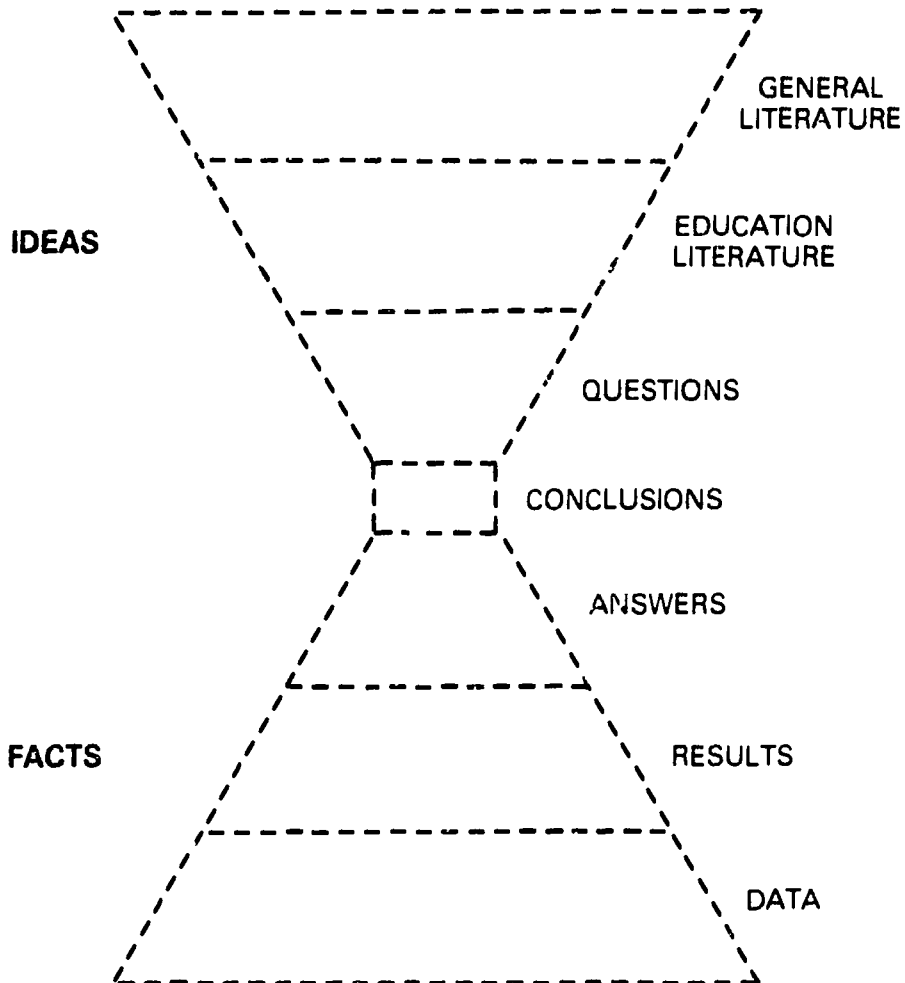 GENERAL
LITERATURE
IDEAS
EDUCATION
LITERATURE
QUESTIONS
CONCLUSIONS
ANSWERS
FACTS
RESULTS
DATA